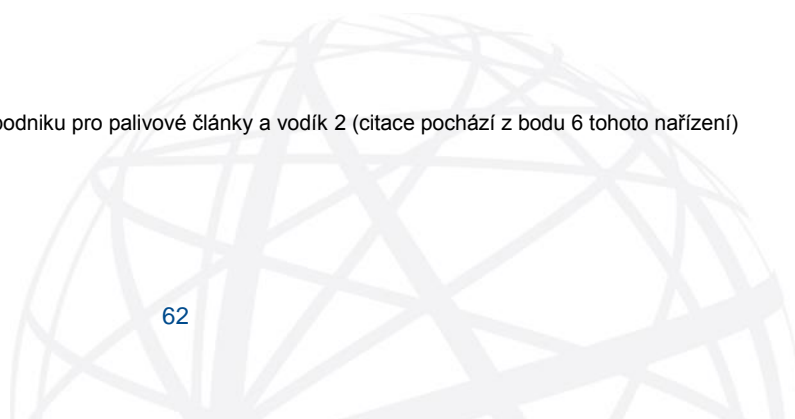 podniku pro palivové články a vodík 2 (citace pochází z bodu 6 tohoto nařízení)
62